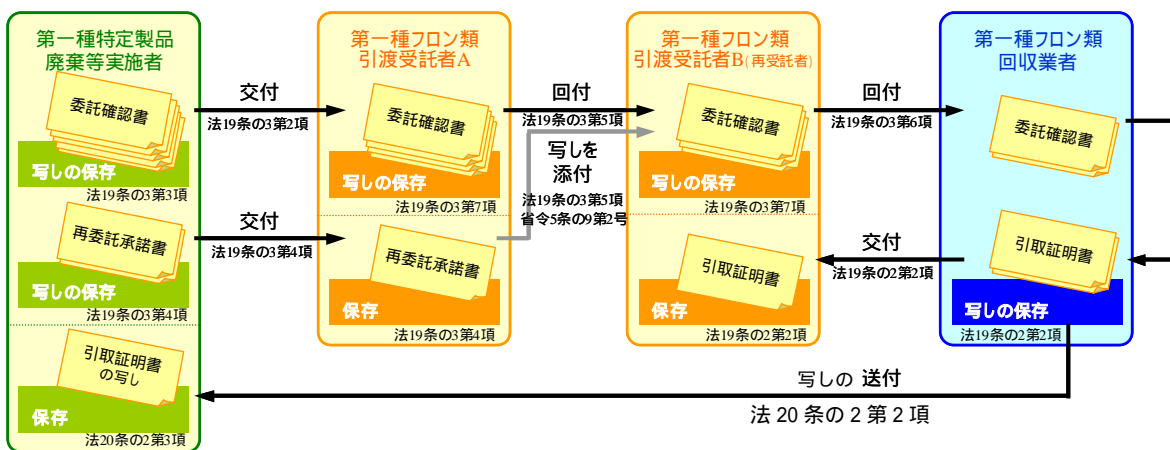 第一種特定製品
廃棄等実施者
委託確認書
写しの保存
法19条の3第3項
再委託承諾書
写しの保存
法19条の3第4項
引取証明書
の写し
保存
法20条の2第3項
交付
法19条の3第2項
交付
法19条の3第4項
第一種フロン類
引渡受託者A
委託確認書
写しの保存
法19条の3第7項
再委託承諾書
保存
法19条の3第4項
回付
法19条の3第5項
写しを
添付
法19条の3第5項
省令5条の9第2号
第一種フロン類
引渡受託者B(再受託者)
委託確認書
写しの保存
法19条の3第7項
引取証明書
保存
法19条の2第2項
回付
法19条の3第6項
交付
法19条の2第2項
第一種フロン類
回収業者
委託確認書
引取証明書
写しの保存
法19条の2第2項
写しの 送付
法 20 条の 2 第 2 項